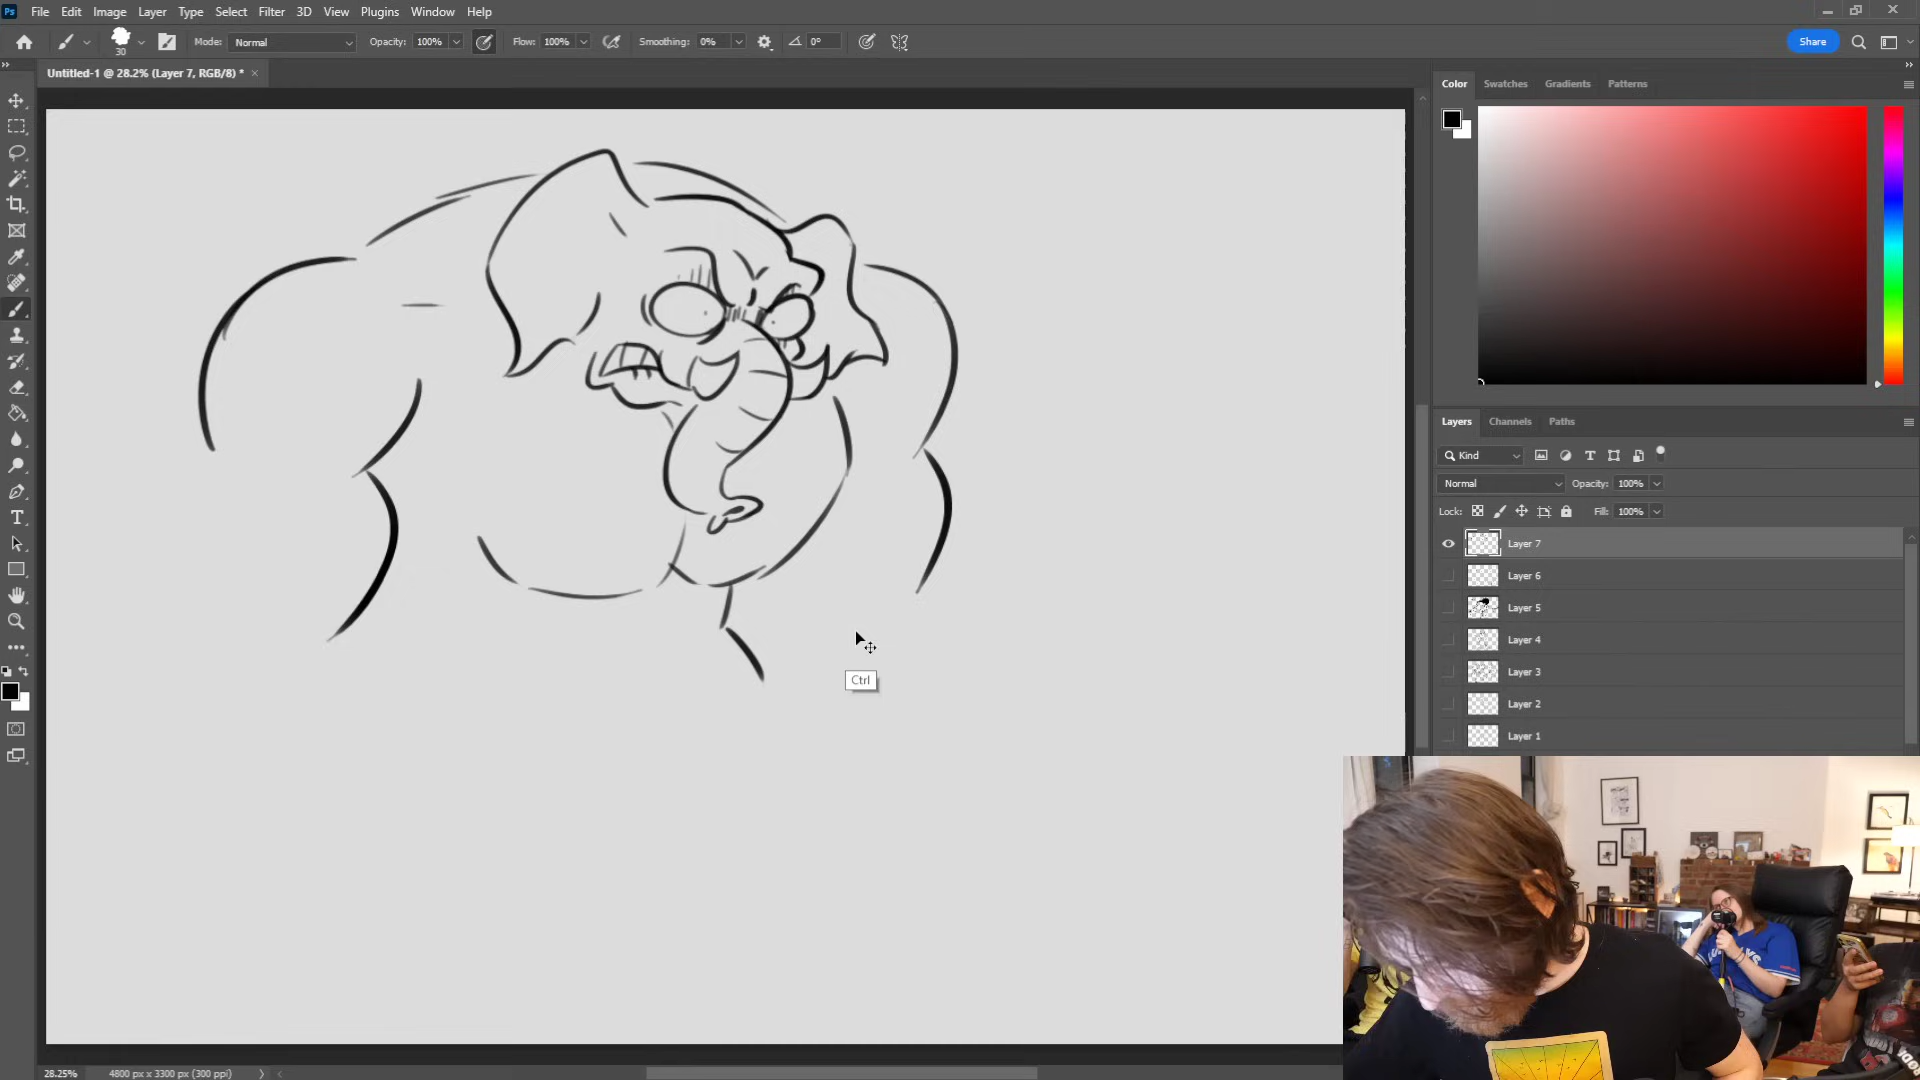 Ps File Edit Image Layer Type Select Filter 3D View Plugins Window Help
30 Mode: Normal Opacity: 100% Flow: 100% Smoothing: 0% 0° Share
Untitled-1 @ 28.2% (Layer 7, RGB/8) *
Color Swatches Gradients Patterns
Layers Channels Paths
Kind
Normal Opacity: 100%
Lock: Fill: 100%
Layer 7
Layer 6
Layer 5
Layer 4
Layer 3
Layer 2
Layer 1
Ctrl
28.25% 4800 px x 3300 px (300 ppi)